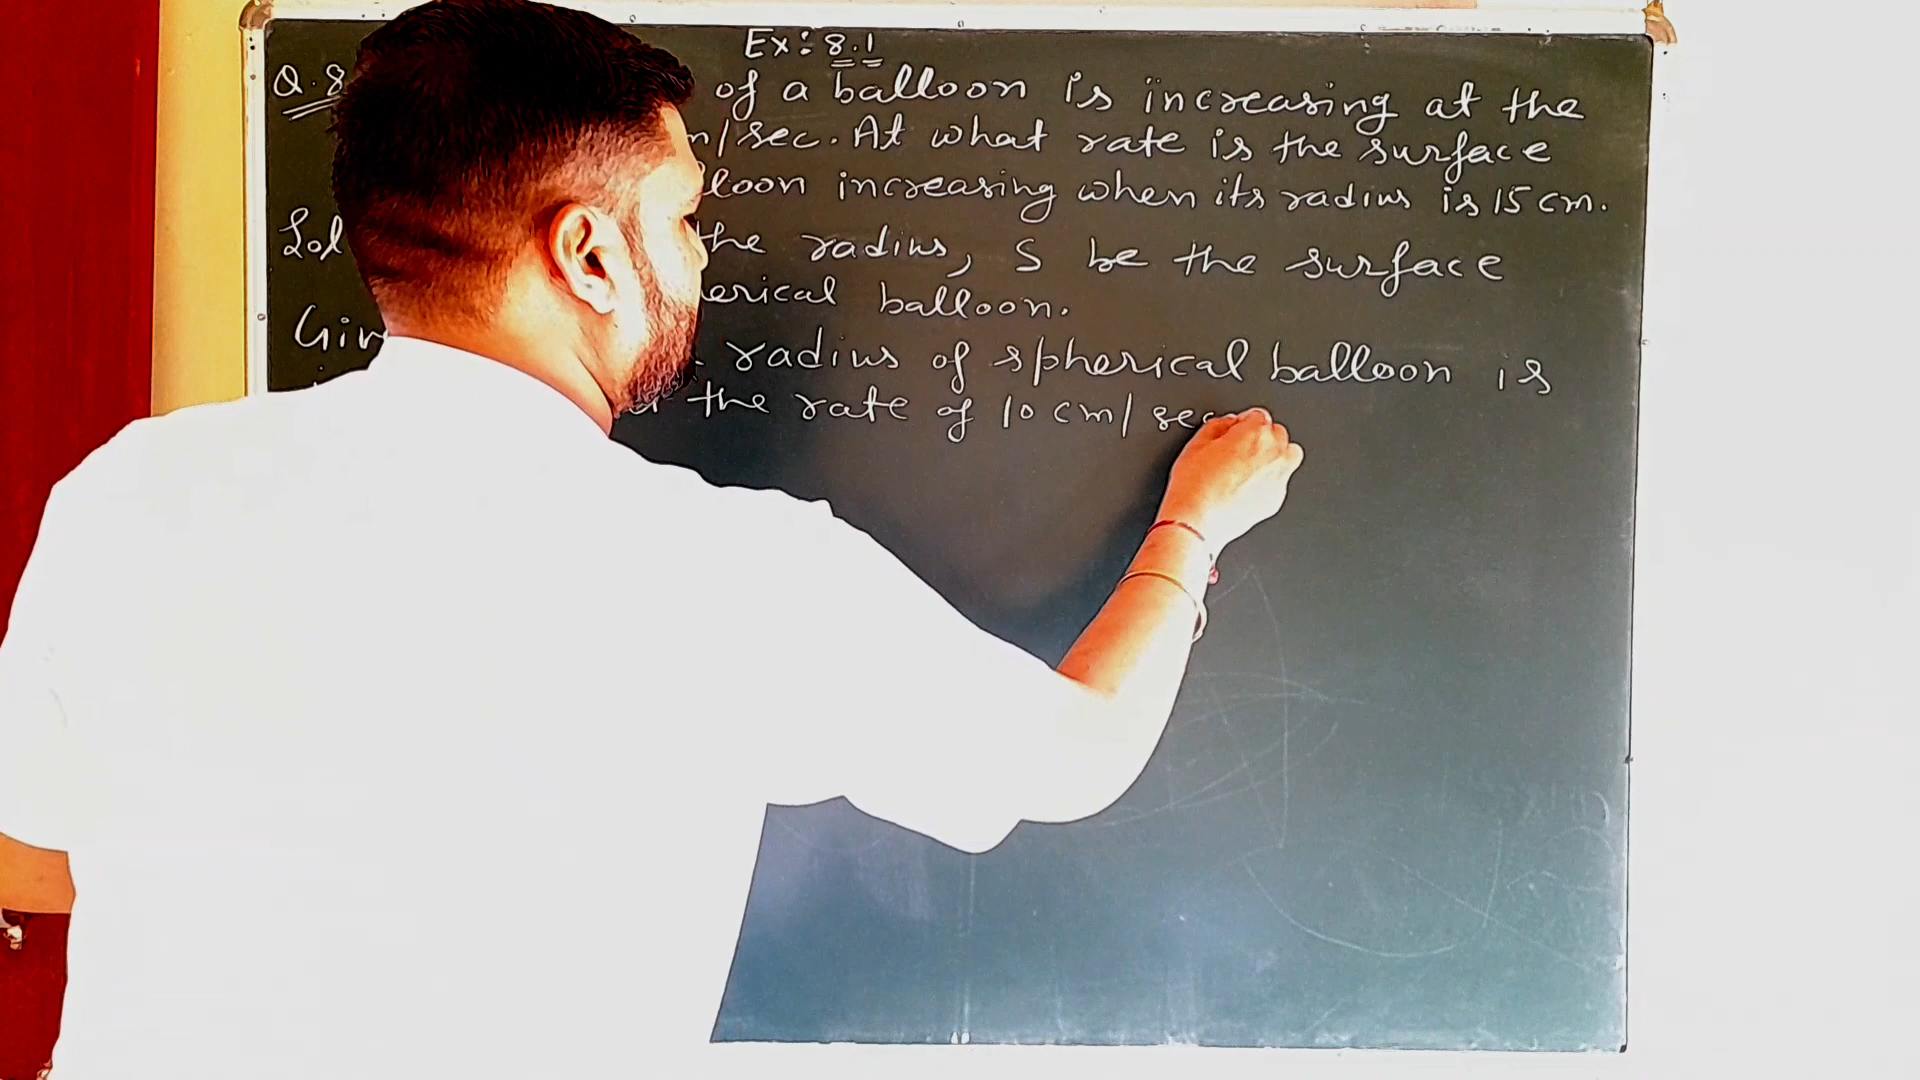 Ex: 8.1
Q.8 of a balloon is increasing at the
m/sec. At what rate is the surface
loon increasing when its radius is 15 cm.
Sol the radius, S be the surface
erical balloon.
Giv radius of spherical balloon is
the rate of 10 cm/sec